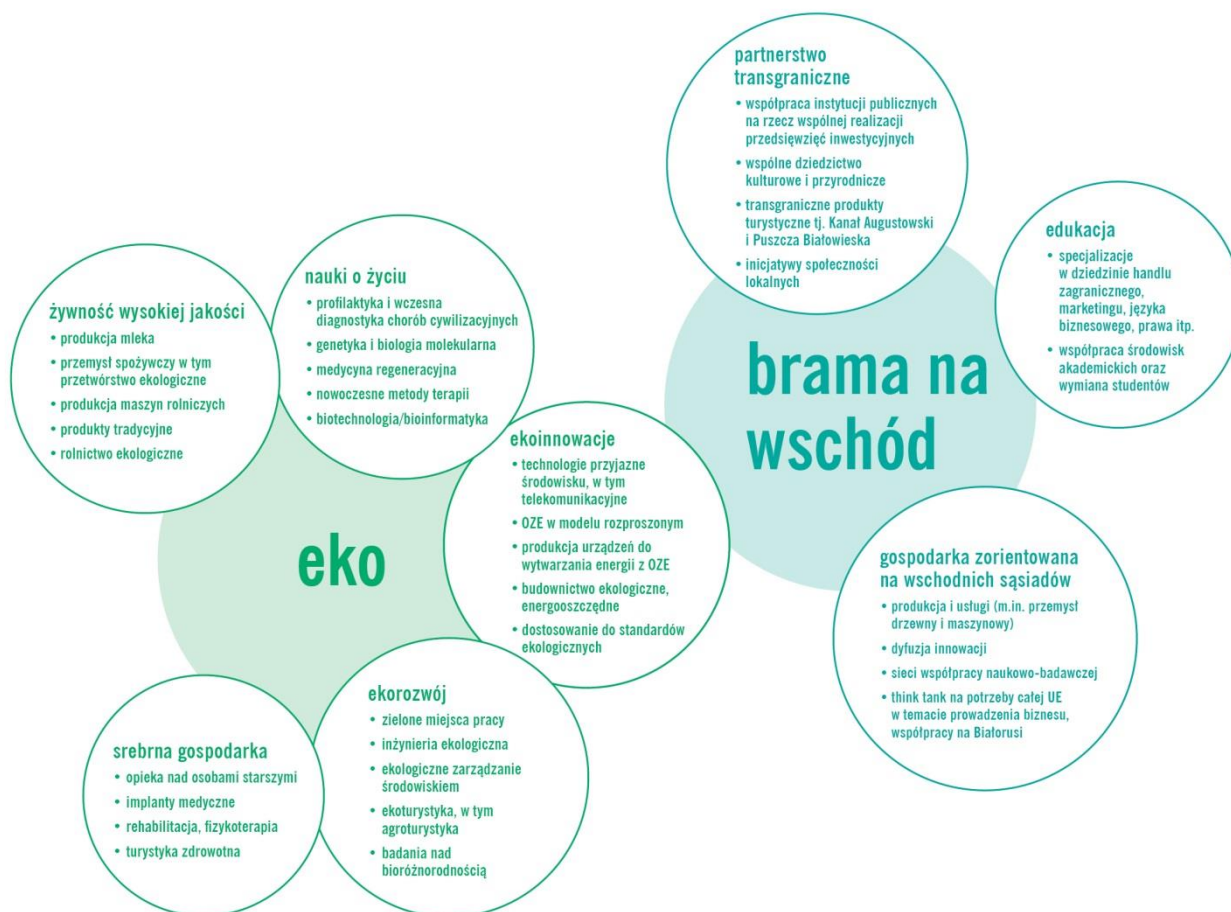 żywność wysokiej jakości
• produkcja mleka
• przemysł spożywczy w tym
przetwórstwo ekologiczne
• produkcja maszyn rolniczych
• produkty tradycyjne
• rolnictwo ekologiczne
nauki o życiu
• profilaktyka i wczesna
diagnostyka chorób cywilizacyjnych
• genetyka i biologia molekularna
• medycyna regeneracyjna
• nowoczesne metody terapii
• biotechnologia/bioinformatyka
ekoinnowacje
• technologie przyjazne
środowisku, w tym
telekomunikacyjne
• OZE w modelu rozproszonym
• produkcja urządzeń do
wytwarzania energii z OZE
• budownictwo ekologiczne,
energooszczędne
• dostosowanie do standardów
ekologicznych
eko
srebrna gospodarka
• opieka nad osobami starszymi
• implanty medyczne
• rehabilitacja, fizykoterapia
• turystyka zdrowotna
ekorozwój
• zielone miejsca pracy
• inżynieria ekologiczna
• ekologiczne zarządzanie
środowiskiem
• ekoturystyka, w tym
agroturystyka
• badania nad
bioróżnorodnością
partnerstwo
transgraniczne
• współpraca instytucji publicznych
na rzecz wspólnej realizacji
przedsięwzięć inwestycyjnych
• wspólne dziedzictwo
kulturowe i przyrodnicze
• transgraniczne produkty
turystyczne tj. Kanał Augustowski
i Puszcza Białowieska
• inicjatywy społeczności
lokalnych
edukacja
• specjalizacje
w dziedzinie handlu
zagranicznego,
marketingu, języka
biznesowego, prawa itp.
• współpraca środowisk
akademickich oraz
wymiana studentów
brama na
wschód
gospodarka zorientowana
na wschodnich sąsiadów
• produkcja i usługi (m.in. przemysł
drzewny i maszynowy)
• dyfuzja innowacji
• sieci współpracy naukowo-badawczej
• think tank na potrzeby całej UE
w temacie prowadzenia biznesu,
współpracy na Białorusi